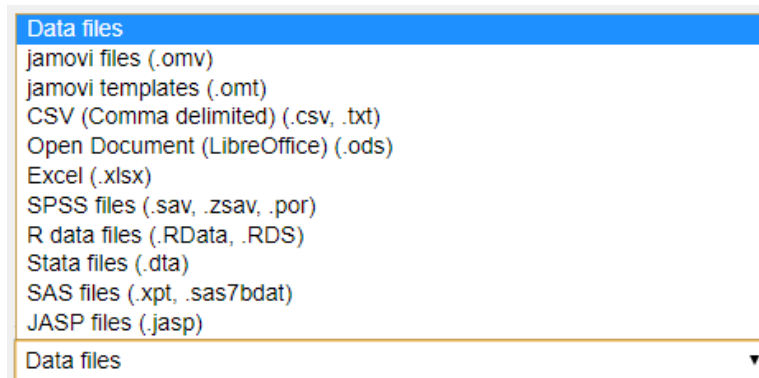 Data files
jamovi files (.omv)
jamovi templates (.omt)
CSV (Comma delimited) (.csv, .txt)
Open Document (LibreOffice) (.ods)
Excel (.xlsx)
SPSS files (.sav, .zsav, .por)
R data files (.RData, .RDS)
Stata files (.dta)
SAS files (.xpt, .sas7bdat)
JASP files (.jasp)
Data files